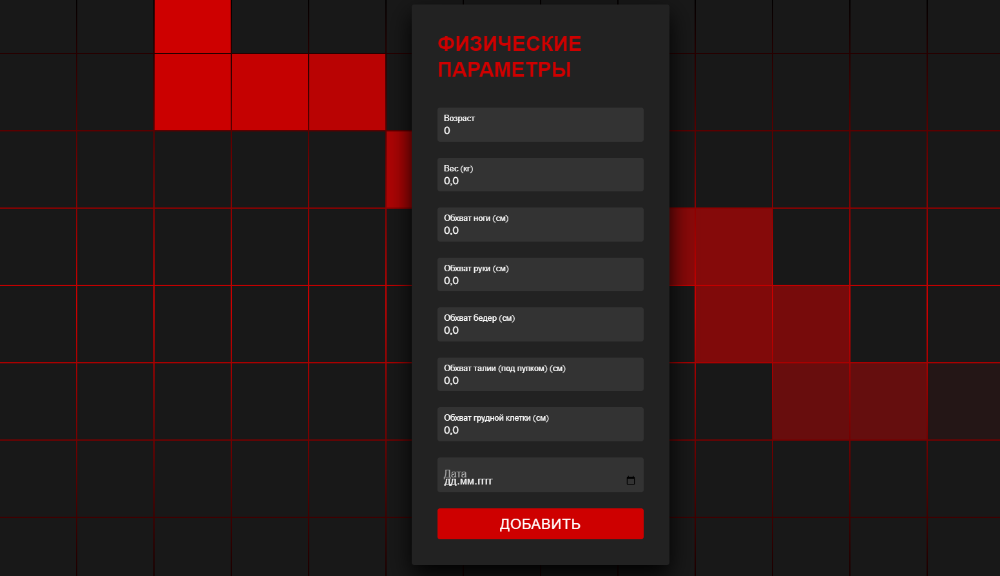 ФИЗИЧЕСКИЕ
ПАРАМЕТРЫ
Возраст
0
Вес (кг)
0,0
Обхват ноги (см)
0,0
Обхват руки (см)
0,0
Обхват бедер (см)
0,0
Обхват талии (под пупком) (см)
0,0
Обхват грудной клетки (см)
0,0
Дата
дд.мм.гггг
ДОБАВИТЬ